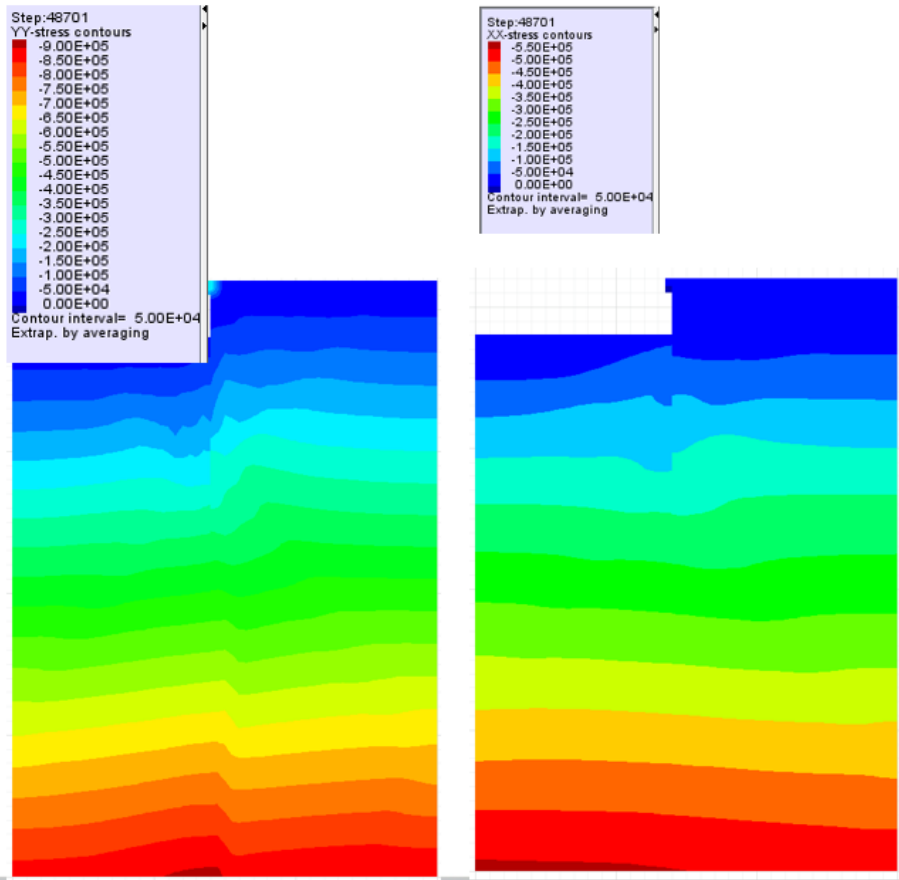 Step:48701
YY-stress contours
-9.00E+05
-8.50E+05
-8.00E+05
-7.50E+05
-7.00E+05
-6.50E+05
-6.00E+05
-5.50E+05
-5.00E+05
-4.50E+05
-4.00E+05
-3.50E+05
-3.00E+05
-2.50E+05
-2.00E+05
-1.50E+05
-1.00E+05
-5.00E+04
0.00E+00
Contour interval= 5.00E+04
Extrap. by averaging
Step:48701
XX-stress contours
-5.50E+05
-5.00E+05
-4.50E+05
-4.00E+05
-3.50E+05
-3.00E+05
-2.50E+05
-2.00E+05
-1.50E+05
-1.00E+05
-5.00E+04
0.00E+00
Contour interval= 5.00E+04
Extrap. by averaging